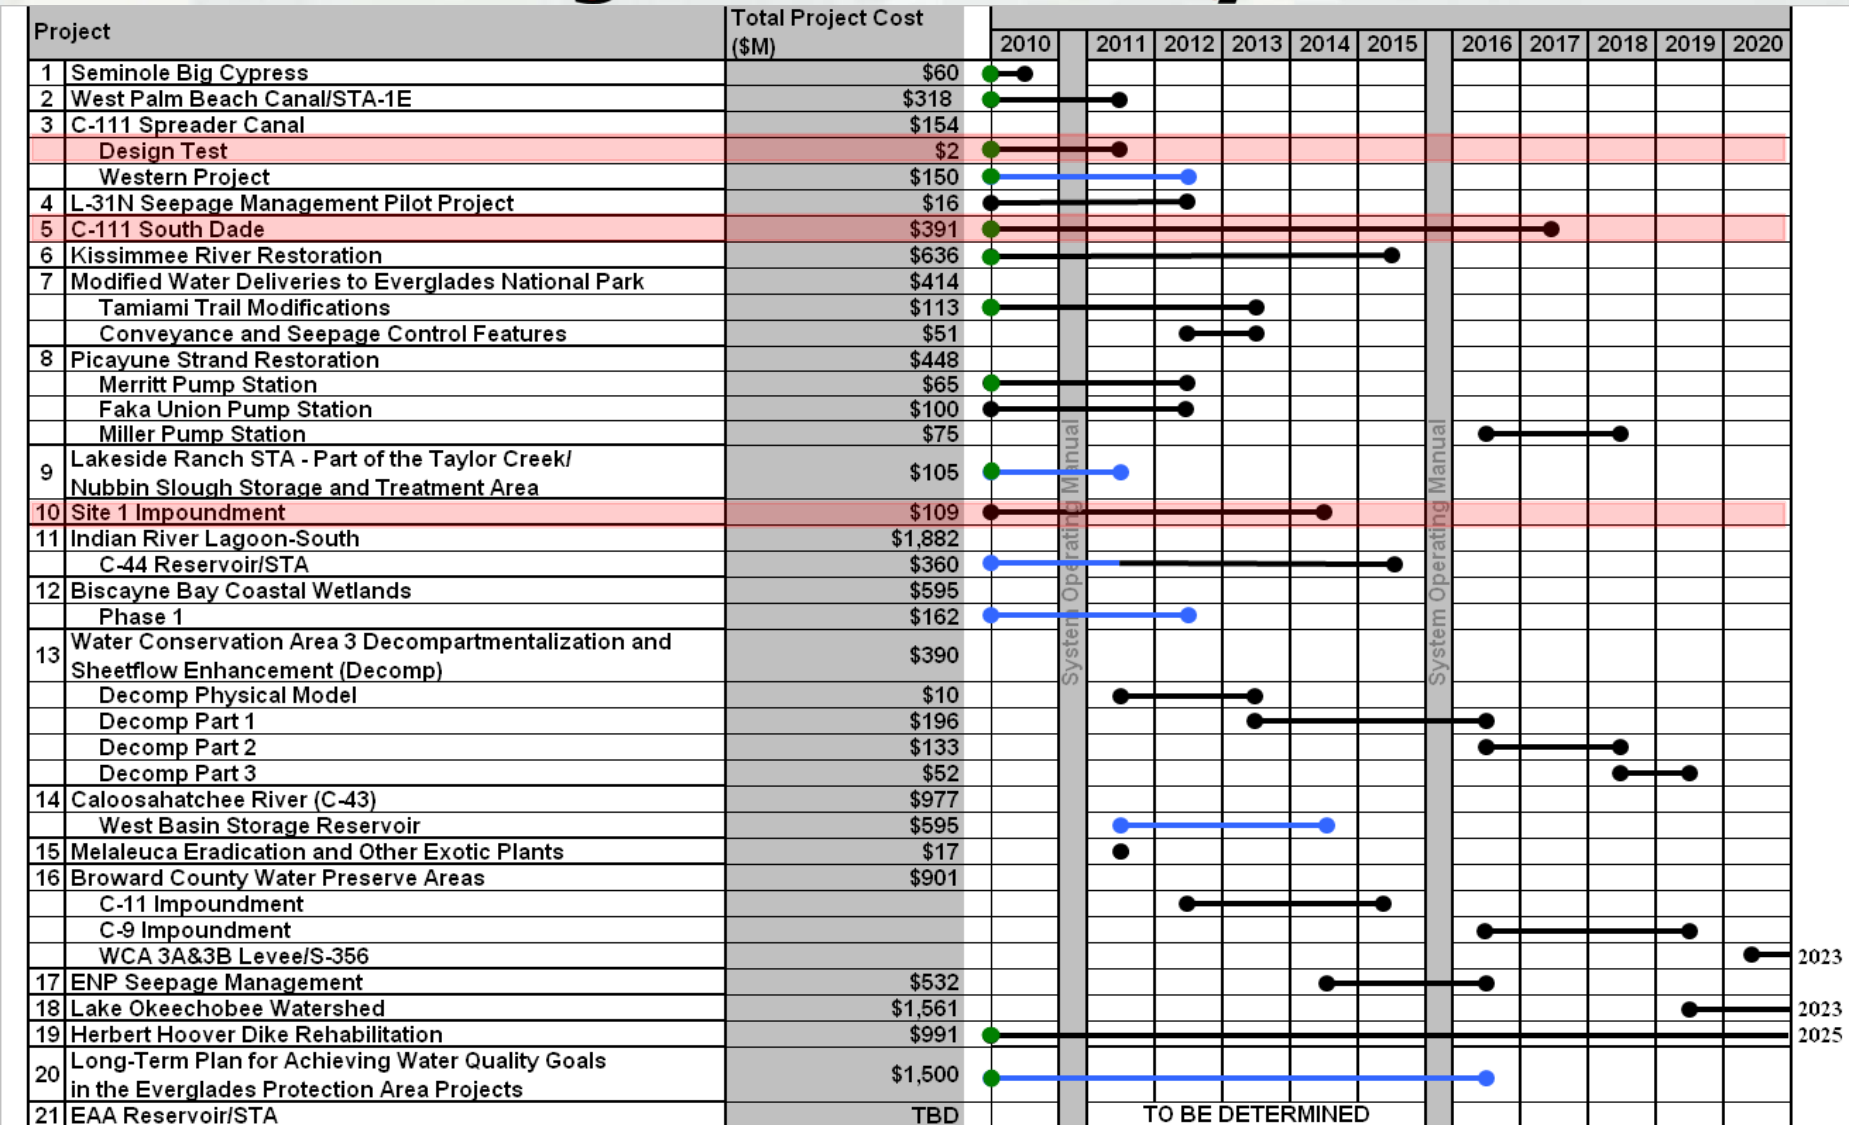 Project Total Project Cost
($M)
2010 2011 2012 2013 2014 2015 2016 2017 2018 2019 2020
1 Seminole Big Cypress $60
2 West Palm Beach Canal/STA-1E $318
3 C-111 Spreader Canal $154
Design Test $2
Western Project $150
4 L-31N Seepage Management Pilot Project $16
5 C-111 South Dade $391
6 Kissimmee River Restoration $636
7 Modified Water Deliveries to Everglades National Park $414
Tamiami Trail Modifications $113
Conveyance and Seepage Control Features $51
8 Picayune Strand Restoration $448
Merritt Pump Station $65
Faka Union Pump Station $100
Miller Pump Station $75
9 Lakeside Ranch STA - Part of the Taylor Creek/
Nubbin Slough Storage and Treatment Area $105
10 Site 1 Impoundment $109
11 Indian River Lagoon-South $1,882
C-44 Reservoir/STA $360
12 Biscayne Bay Coastal Wetlands $595
Phase 1 $162
13 Water Conservation Area 3 Decompartmentalization and
Sheetflow Enhancement (Decomp) $390
Decomp Physical Model $10
Decomp Part 1 $196
Decomp Part 2 $133
Decomp Part 3 $52
14 Caloosahatchee River (C-43) $977
West Basin Storage Reservoir $595
15 Melaleuca Eradication and Other Exotic Plants $17
16 Broward County Water Preserve Areas $901
C-11 Impoundment
C-9 Impoundment
WCA 3A&3B Levee/S-356 2023
17 ENP Seepage Management $532
18 Lake Okeechobee Watershed $1,561 2023
19 Herbert Hoover Dike Rehabilitation $991 2025
20 Long-Term Plan for Achieving Water Quality Goals
in the Everglades Protection Area Projects $1,500
21 EAA Reservoir/STA TBD TO BE DETERMINED
System Operating Manual
System Operating Manual